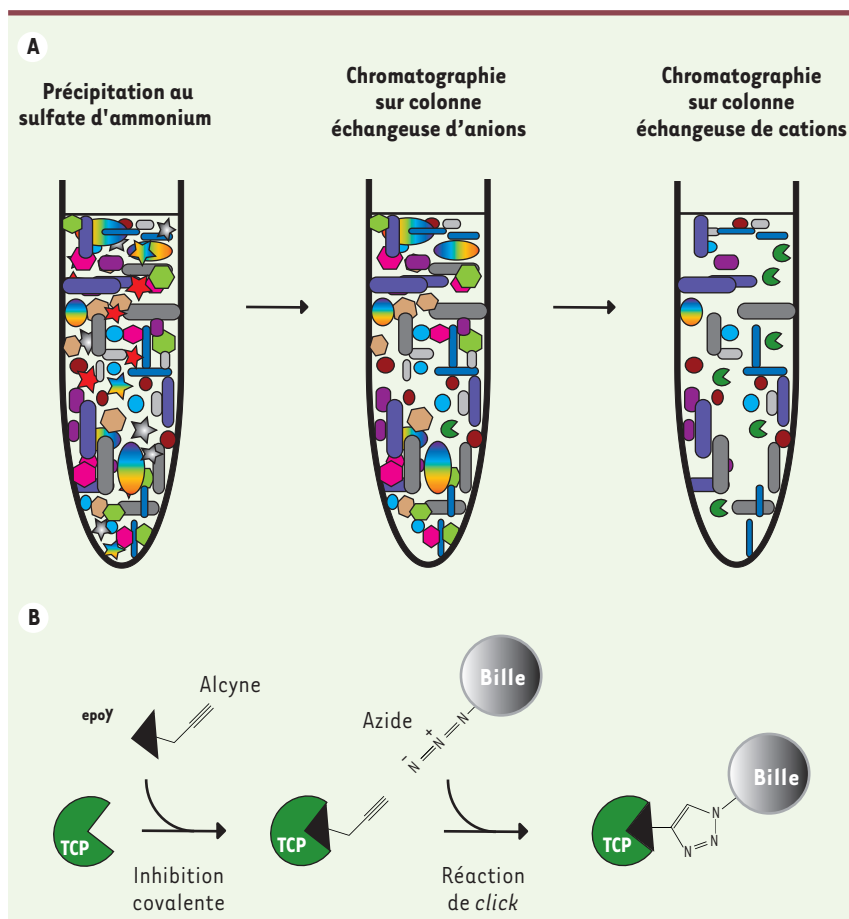 A
Précipitation au
sulfate d'ammonium
Chromatographie
sur colonne
échangeuse d'anions
Chromatographie
sur colonne
échangeuse de cations
B
epoY
Alcyne
Azide
N
-
N
+
N
Bille
TCP
Inhibition
covalente
TCP
Réaction
de click
TCP
N
N
N
Bille